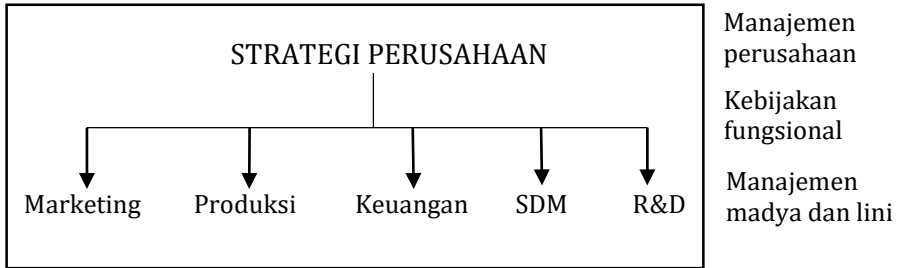 STRATEGI PERUSAHAAN
Marketing Produksi Keuangan SDM R&D
Manajemen
perusahaan
Kebijakan
fungsional
Manajemen
madya dan lini